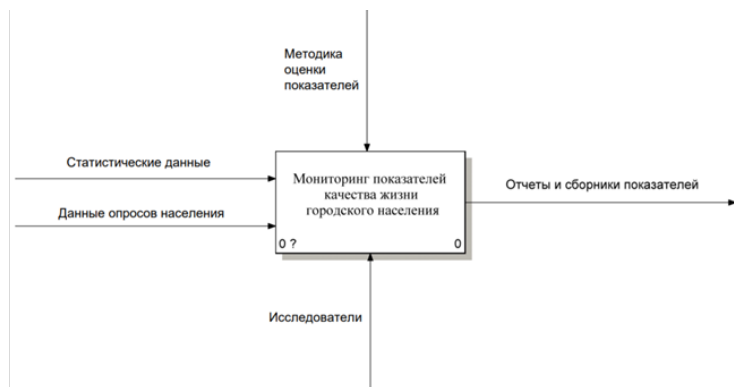 Методика
оценки
показателей
Статистические данные
Данные опросов населения
Мониторинг показателей
качества жизни
городского населения
0 ?
0
Отчеты и сборники показателей
Исследователи